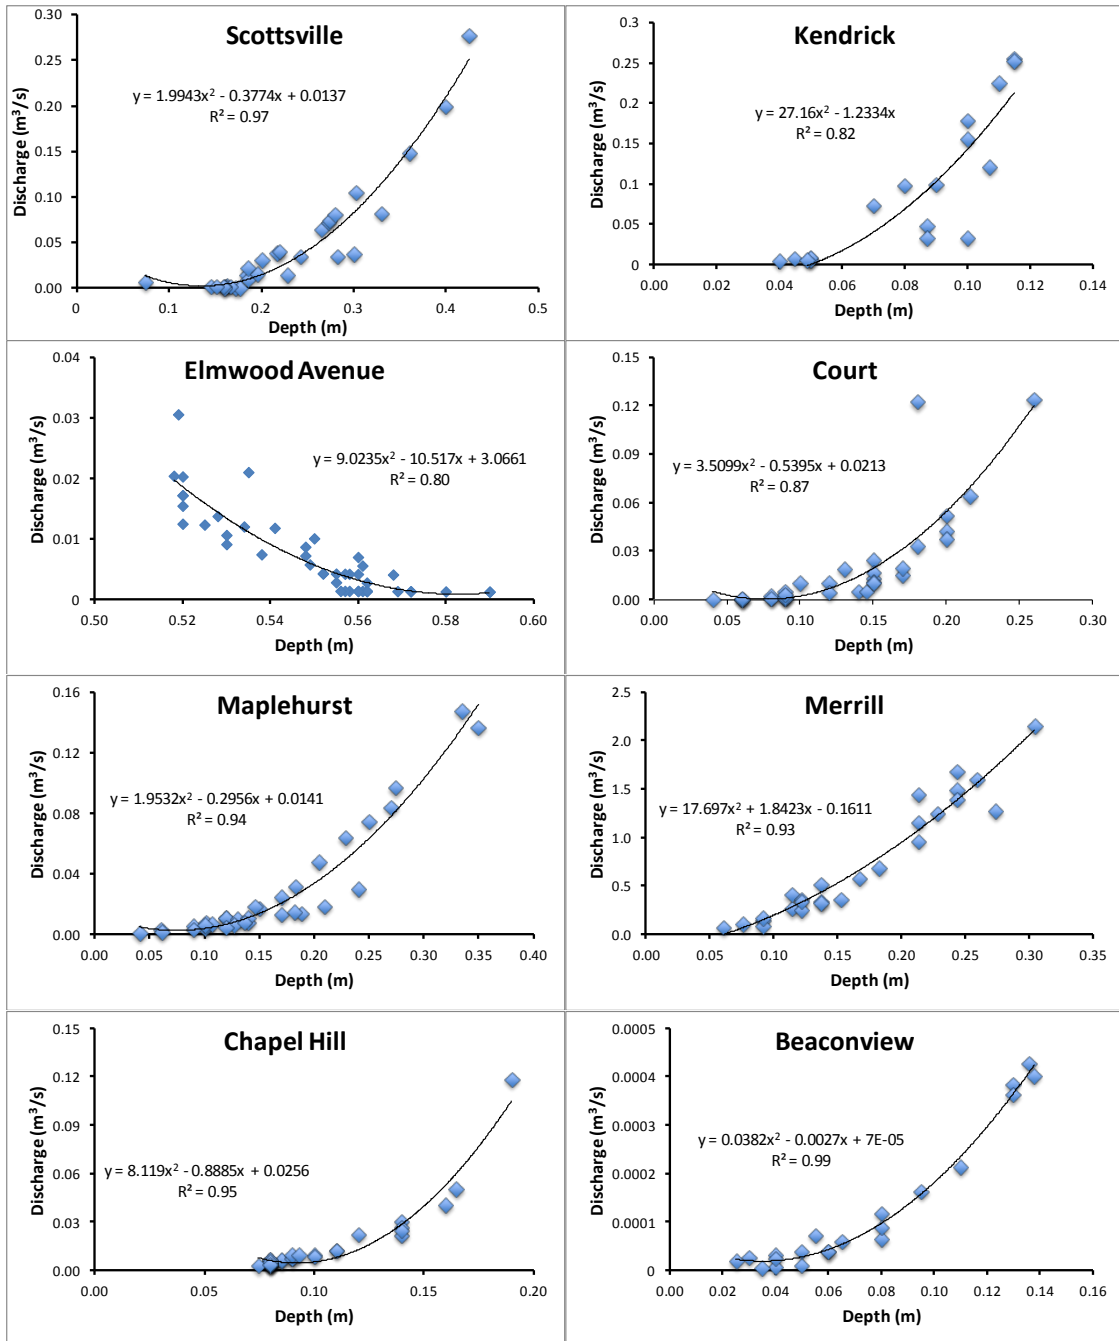 Scottsville
y = 1.9943x² - 0.3774x + 0.0137
R² = 0.97
Discharge (m³/s)
0.30
0.25
0.20
0.15
0.10
0.05
0.00
0 0.1 0.2 0.3 0.4 0.5
Depth (m)
Kendrick
y = 27.16x² - 1.2334x
R² = 0.82
Discharge (m³/s)
0.3
0.25
0.2
0.15
0.1
0.05
0
0.00 0.02 0.04 0.06 0.08 0.10 0.12 0.14
Depth (m)
Elmwood Avenue
y = 9.0235x² - 10.517x + 3.0661
R² = 0.80
Discharge (m³/s)
0.04
0.03
0.02
0.01
0
0.50 0.52 0.54 0.56 0.58 0.60
Depth (m)
Court
y = 3.5099x² - 0.5395x + 0.0213
R² = 0.87
Discharge (m³/s)
0.15
0.12
0.09
0.06
0.03
0.00
0.00 0.05 0.10 0.15 0.20 0.25 0.30
Depth (m)
Maplehurst
y = 1.9532x² - 0.2956x + 0.0141
R² = 0.94
Discharge (m³/s)
0.16
0.12
0.08
0.04
0.00
0.00 0.05 0.10 0.15 0.20 0.25 0.30 0.35 0.40
Depth (m)
Merrill
y = 17.697x² + 1.8423x - 0.1611
R² = 0.93
Discharge (m³/s)
2.5
2.0
1.5
1.0
0.5
0.0
0.00 0.05 0.10 0.15 0.20 0.25 0.30 0.35
Depth (m)
Chapel Hill
y = 8.119x² - 0.8885x + 0.0256
R² = 0.95
Discharge (m³/s)
0.15
0.12
0.09
0.06
0.03
0.00
0.00 0.05 0.10 0.15 0.20
Depth (m)
Beaconview
y = 0.0382x² - 0.0027x + 7E-05
R² = 0.99
Discharge (m³/s)
0.0005
0.0004
0.0003
0.0002
0.0001
0
0.00 0.02 0.04 0.06 0.08 0.10 0.12 0.14 0.16
Depth (m)